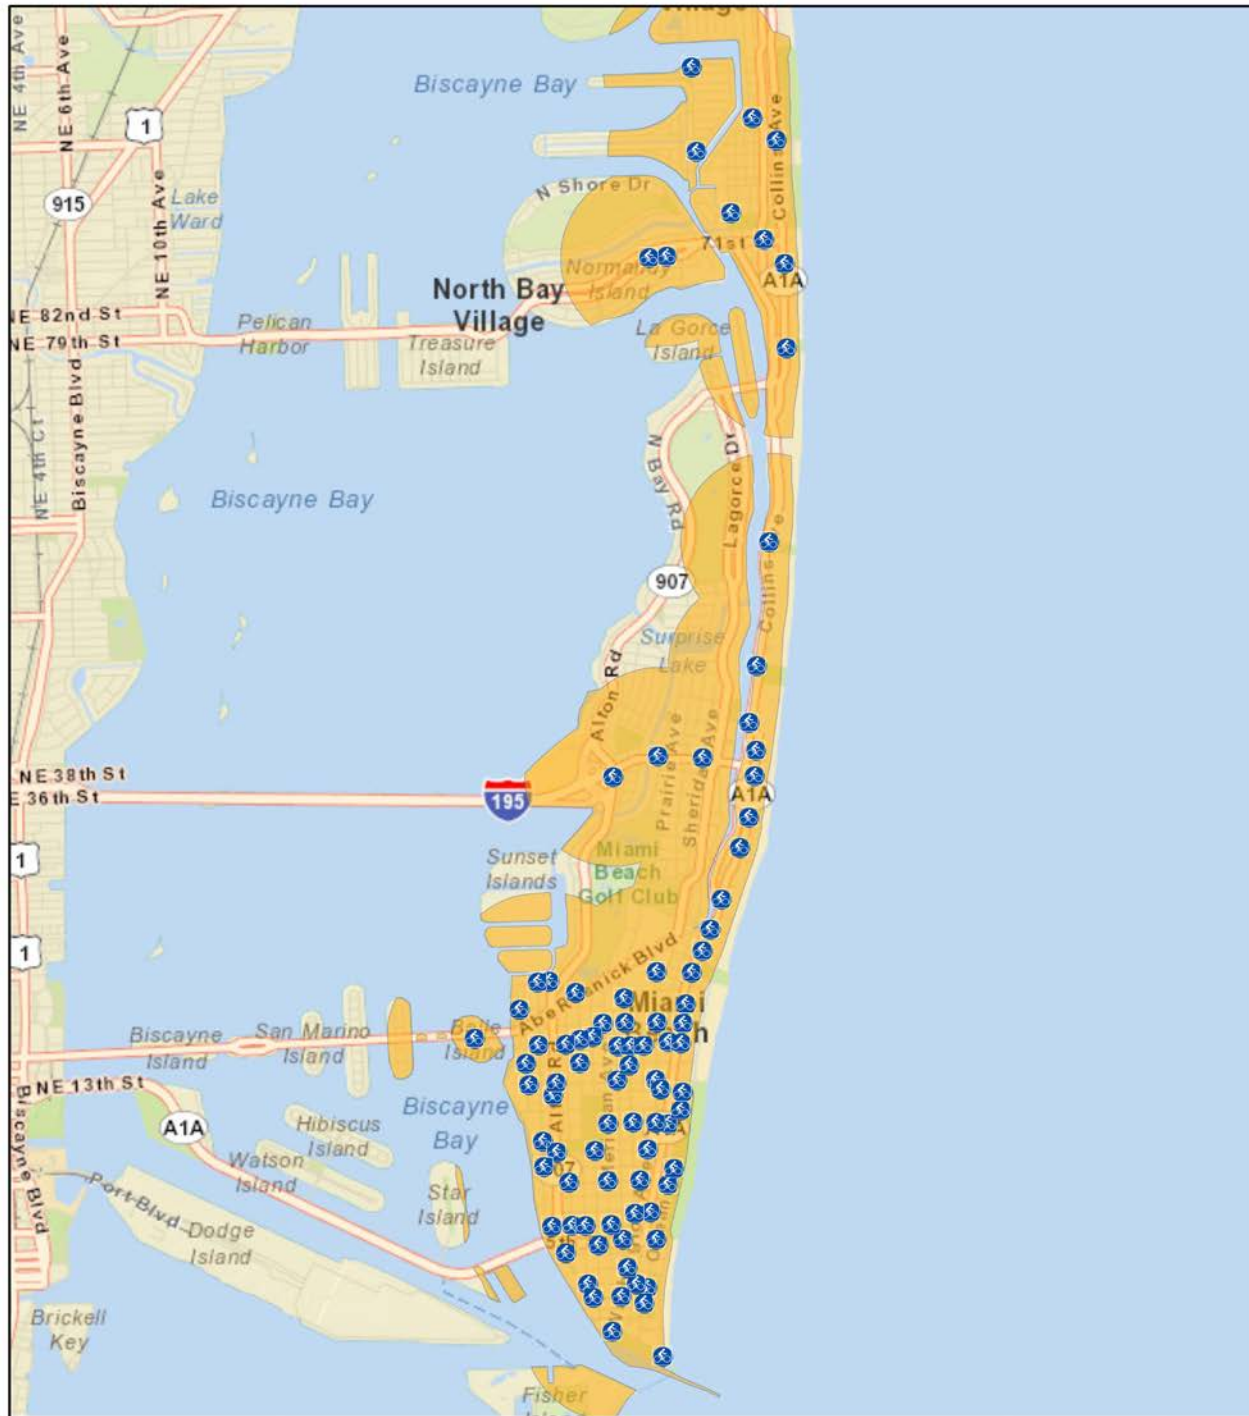 Village
NE 4th Ave
NE 6th Ave
1
Biscayne Bay
Collins Ave
915
NE 10th Ave
Lake
Ward
N Shore Dr
71st
Normandy
Island
A1A
North Bay
Village
NE 82nd St
NE 79th St
Pelican
Harbor
Treasure
Island
La Gorce
Island
Biscayne Blvd
NE 4th Ct
N Bay Rd
Lagorce Dr
Biscayne Bay
Collins
907
Surprise
Lake
Alton Rd
Prairie Ave
Sheridan Ave
NE 38th St
E 36th St
195
A1A
1
Sunset
Islands
Miami
Beach
Golf Club
1
Abe Resnick Blvd
Miami
Beach
Biscayne
Island
San Marino
Island
Belle
Island
NE 13th St
A1A
Hibiscus
Island
Biscayne
Bay
Watson
Island
Star
Island
Port Blvd
Dodge
Island
Biscayne Blvd
5th
Brickell
Key
Fisher